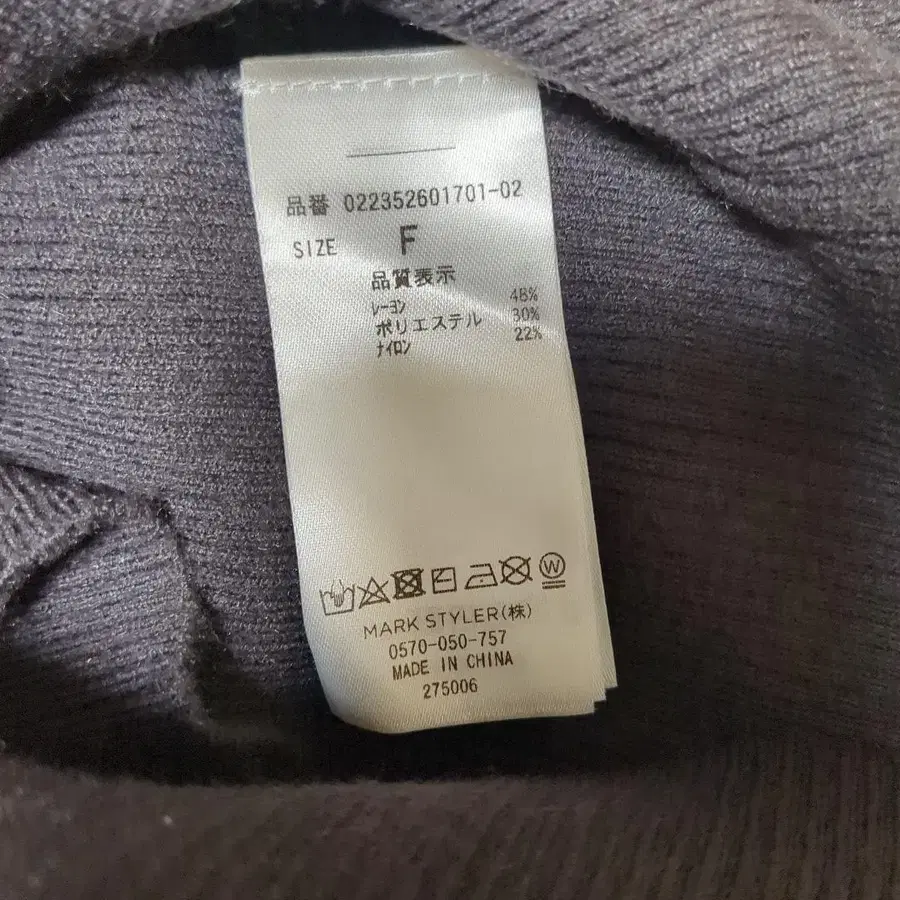 品番 022352601701-02
SIZE F
品質表示
ﾚｰﾖﾝ 48%
ポリエステル 30%
ﾅｲﾛﾝ 22%
W
MARK STYLER(株)
0570-050-757
MADE IN CHINA
275006